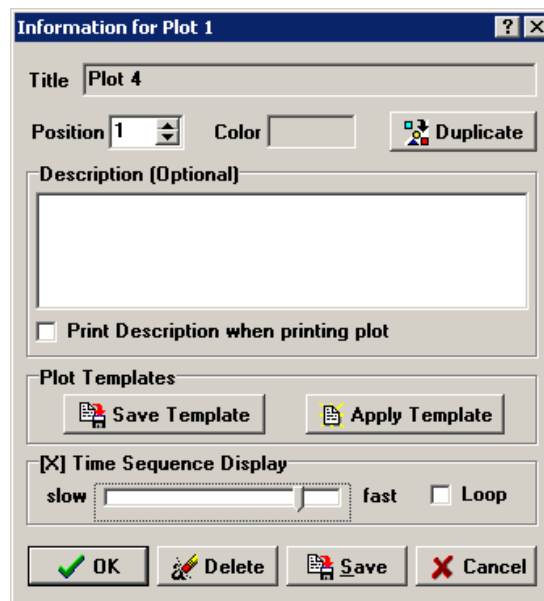 Information for Plot 1
Title Plot 4
Position 1 Color Duplicate
Description (Optional)
Print Description when printing plot
Plot Templates
Save Template Apply Template
[X] Time Sequence Display
slow fast Loop
OK Delete Save Cancel